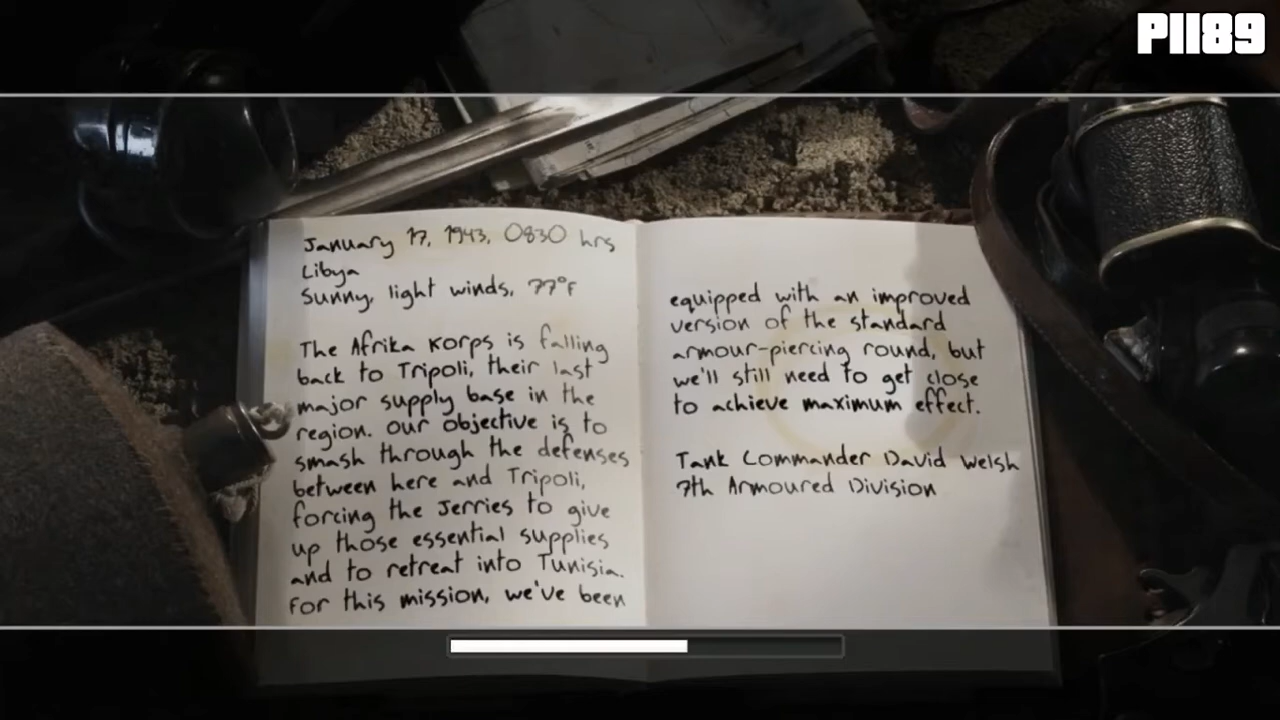 P1189
January 17, 1943, 0830 hrs
Libya
Sunny, light winds, 77°F
The Afrika Korps is falling
back to Tripoli, their last
major supply base in the
region. Our objective is to
smash through the defenses
between here and Tripoli,
forcing the Jerries to give
up those essential supplies
and to retreat into Tunisia.
For this mission, we've been
equipped with an improved
version of the standard
armour-piercing round, but
we'll still need to get close
to achieve maximum effect.
Tank Commander David Welsh
7th Armoured Division